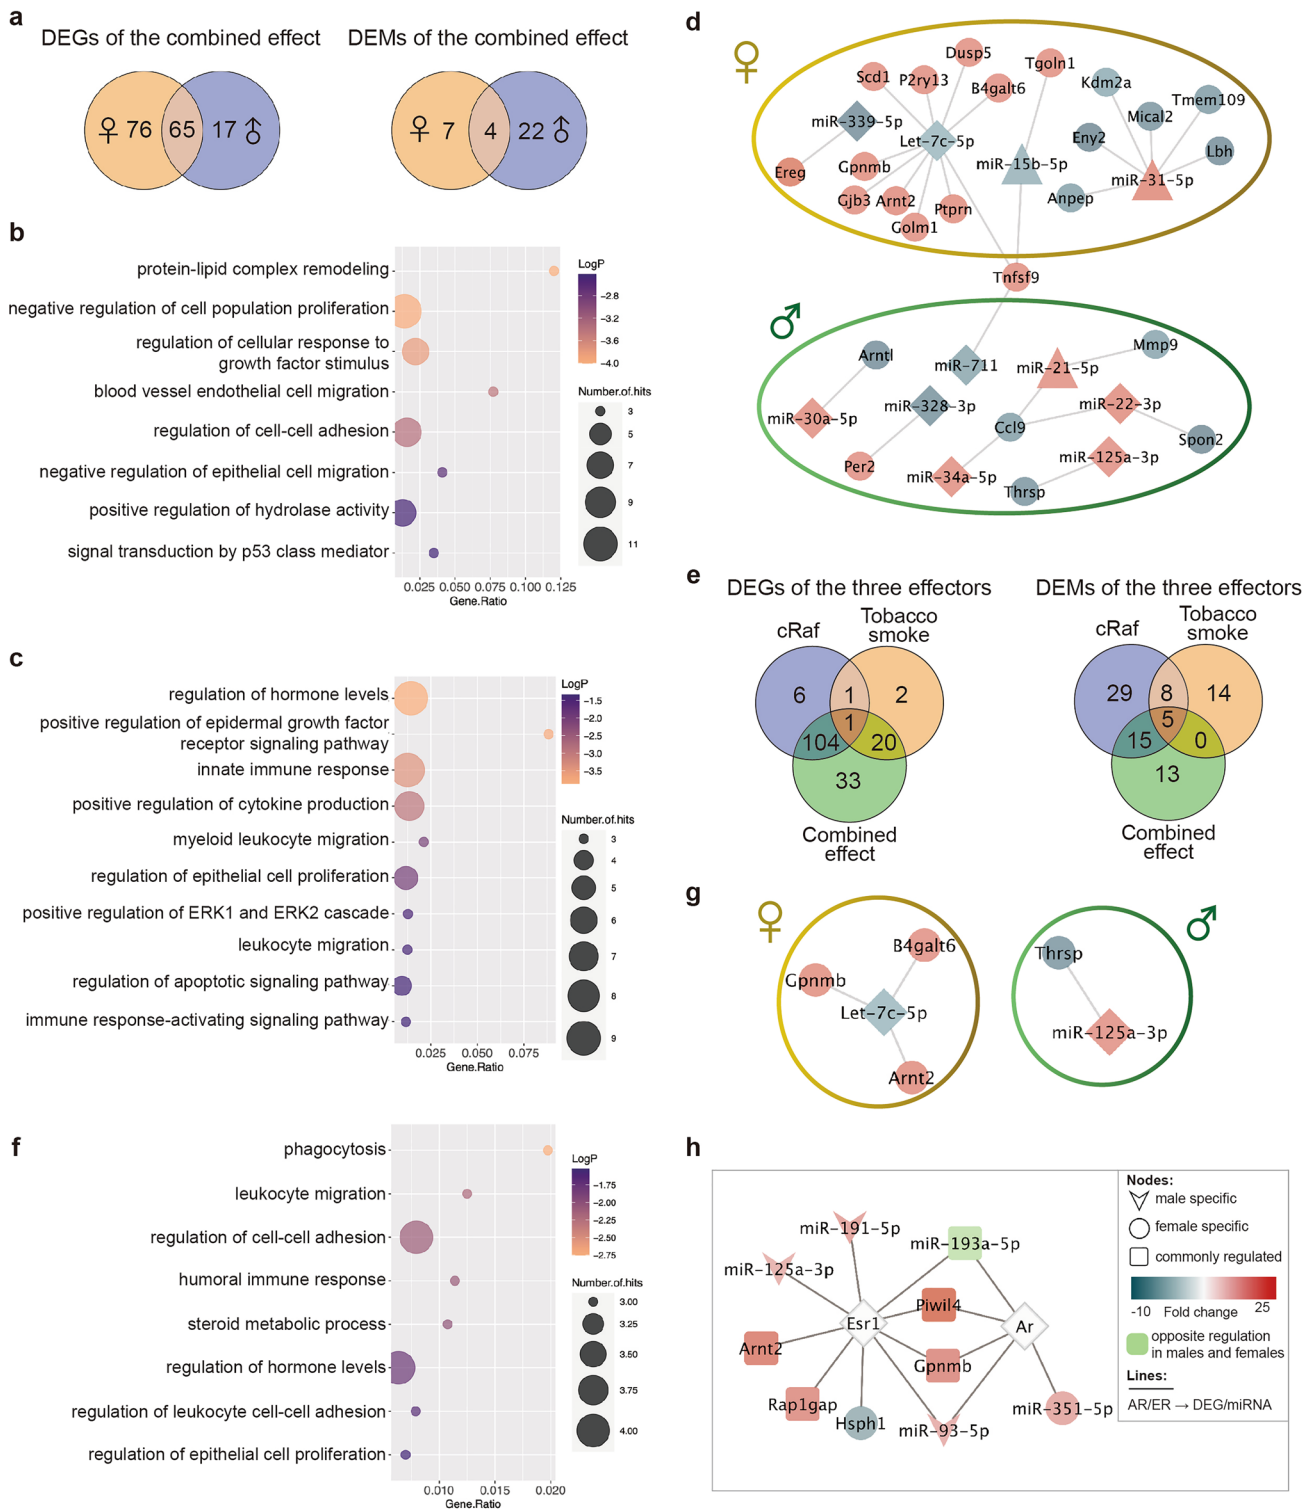 a
DEGs of the combined effect
DEMs of the combined effect
♀ 76 65 17 ♂
♀ 7 4 22 ♂
b
protein-lipid complex remodeling
negative regulation of cell population proliferation
regulation of cellular response to
growth factor stimulus
blood vessel endothelial cell migration
regulation of cell-cell adhesion
negative regulation of epithelial cell migration
positive regulation of hydrolase activity
signal transduction by p53 class mediator
0.025 0.050 0.075 0.100 0.125
Gene.Ratio
LogP
-2.8
-3.2
-3.6
-4.0
Number.of.hits
3
5
7
9
11
c
regulation of hormone levels
positive regulation of epidermal growth factor
receptor signaling pathway
innate immune response
positive regulation of cytokine production
myeloid leukocyte migration
regulation of epithelial cell proliferation
positive regulation of ERK1 and ERK2 cascade
leukocyte migration
regulation of apoptotic signaling pathway
immune response-activating signaling pathway
0.025 0.050 0.075
Gene.Ratio
LogP
-1.5
-2.0
-2.5
-3.0
-3.5
Number.of.hits
3
4
5
6
7
8
9
d
♀
Dusp5
Tgoln1
Scd1
P2ry13
B4galt6
Kdm2a
Tmem109
Mical2
miR-339-5p
Let-7c-5p
Eny2
Lbh
miR-15b-5p
miR-31-5p
Ereg
Gpnmb
Gjb3
Arnt2
Ptprn
Golm1
Anpep
Tnfsf9
♂
Arntl
miR-711
miR-21-5p
Mmp9
miR-30a-5p
miR-328-3p
miR-22-3p
Ccl9
Spon2
Per2
miR-34a-5p
miR-125a-3p
Thrsp
e
DEGs of the three effectors
cRaf
Tobacco
smoke
6 1 2
1
104 20
33
Combined
effect
DEMs of the three effectors
cRaf
Tobacco
smoke
29 8 14
5
15 0
13
Combined
effect
f
phagocytosis
leukocyte migration
regulation of cell-cell adhesion
humoral immune response
steroid metabolic process
regulation of hormone levels
regulation of leukocyte cell-cell adhesion
regulation of epithelial cell proliferation
0.010 0.015 0.020
Gene.Ratio
LogP
-1.75
-2.00
-2.25
-2.50
-2.75
Number.of.hits
3.00
3.25
3.50
3.75
4.00
g
♀
B4galt6
Gpnmb
Let-7c-5p
Arnt2
♂
Thrsp
miR-125a-3p
h
miR-191-5p
miR-193a-5p
miR-125a-3p
Piwil4
Esr1
Ar
Arnt2
Gpnmb
Rap1gap
Hsph1
miR-93-5p
miR-351-5p
Nodes:
male specific
female specific
commonly regulated
-10 Fold change 25
opposite regulation
in males and females
Lines:
AR/ER → DEG/miRNA